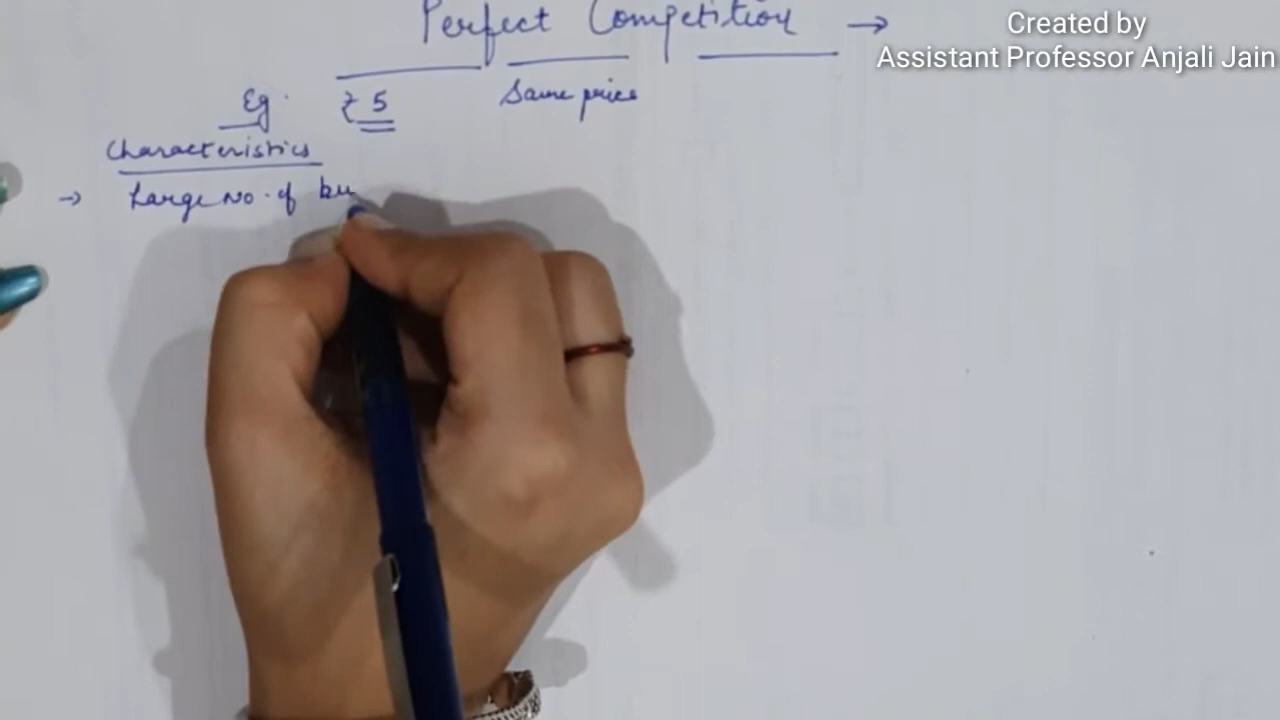 Perfect Competition →
Created by
Assistant Professor Anjali Jain
Eg. ₹ 5 Same price
Characteristics
→ Large No. of bu